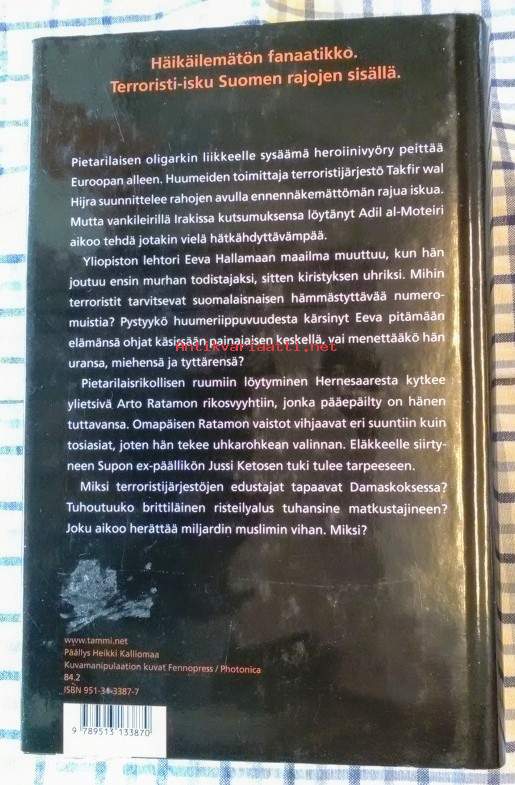 Häikäilemätön fanaatikko.
Terroristi-isku Suomen rajojen sisällä.
Pietarilaisen oligarkin liikkeelle sysäämä heroiinivyöry peittää
Euroopan alleen. Huumeiden toimittaja terroristijärjestö Takfir wal
Hijra suunnittelee rahojen avulla ennennäkemättömän rajua iskua.
Mutta vankileirillä Irakissa kutsumuksensa löytänyt Adil al-Moteiri
aikoo tehdä jotakin vielä hätkähdyttävämpää.
Yliopiston lehtori Eeva Hallamaan maailma muuttuu, kun hän
joutuu ensin murhan todistajaksi, sitten kiristyksen uhriksi. Mihin
terroristit tarvitsevat suomalaisnaisen hämmästyttävää numero-
muistia? Pystyykö huumeriippuvuudesta kärsinyt Eeva pitämään
elämänsä ohjat käsissään painajaisen keskellä, vai menettääkö hän
uransa, miehensä ja tyttärensä?
Antikvariaatti.net
Pietarilaisrikollisen ruumiin löytyminen Hernesaaresta kytkee
ylietsivä Arto Ratamon rikosvyyhtiin, jonka pääepäilty on hänen
tuttavansa. Omapäisen Ratamon vaistot vihjaavat eri suuntiin kuin
tosiasiat, joten hän tekee uhkarohkean valinnan. Eläkkeelle siirty-
neen Supon ex-päällikön Jussi Ketosen tuki tulee tarpeeseen.
Miksi terroristijärjestöjen edustajat tapaavat Damaskoksessa?
Tuhoutuuko brittiläinen risteilyalus tuhansine matkustajineen?
Joku aikoo herättää miljardin muslimin vihan. Miksi?
www.tammi.net
Päällys Heikki Kalliomaa
Kuvamanipulaation kuvat Fennopress / Photonica
84.2
ISBN 951-31-3387-7
9 789513 133870